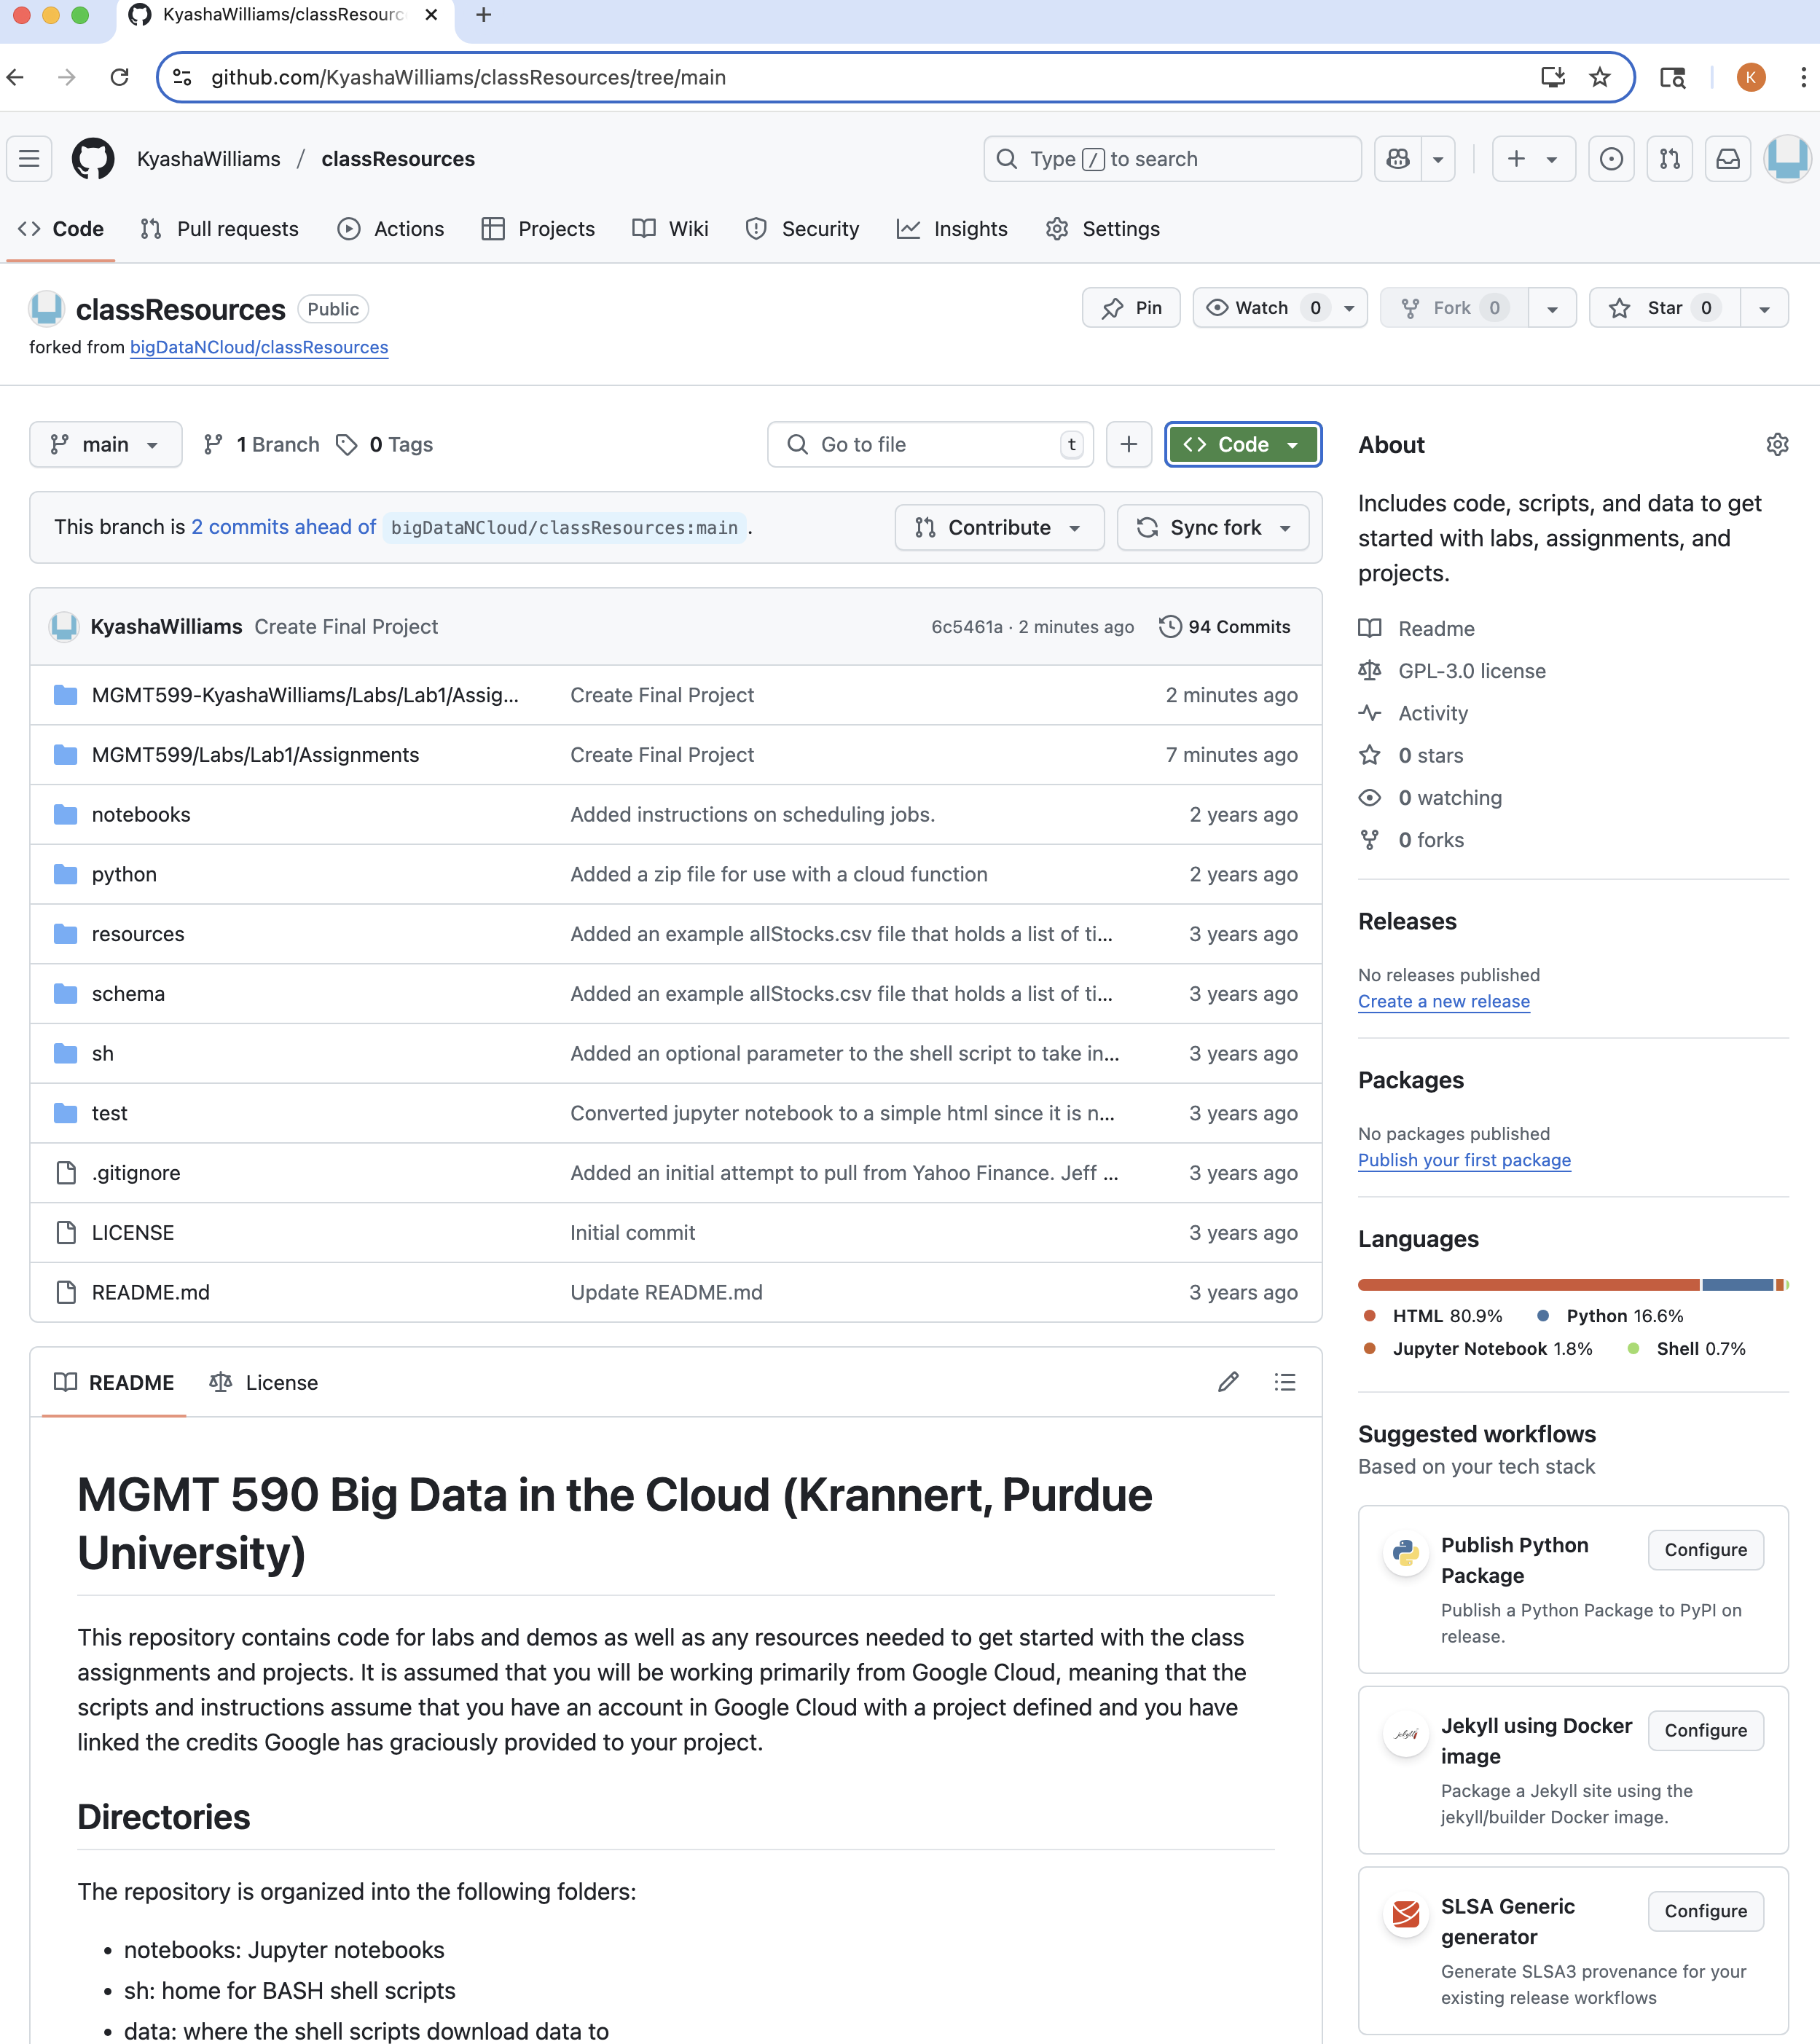 KyashaWilliams/classResourc
github.com/KyashaWilliams/classResources/tree/main
K
KyashaWilliams / classResources
Type / to search
Code
Pull requests
Actions
Projects
Wiki
Security
Insights
Settings
classResources Public
forked from bigDataNCloud/classResources
Pin
Watch 0
Fork 0
Star 0
main
1 Branch
0 Tags
Go to file t
Code
This branch is 2 commits ahead of bigDataNCloud/classResources:main .
Contribute
Sync fork
KyashaWilliams Create Final Project 6c5461a · 2 minutes ago 94 Commits
MGMT599-KyashaWilliams/Labs/Lab1/Assig... Create Final Project 2 minutes ago
MGMT599/Labs/Lab1/Assignments Create Final Project 7 minutes ago
notebooks Added instructions on scheduling jobs. 2 years ago
python Added a zip file for use with a cloud function 2 years ago
resources Added an example allStocks.csv file that holds a list of ti... 3 years ago
schema Added an example allStocks.csv file that holds a list of ti... 3 years ago
sh Added an optional parameter to the shell script to take in... 3 years ago
test Converted jupyter notebook to a simple html since it is n... 3 years ago
.gitignore Added an initial attempt to pull from Yahoo Finance. Jeff ... 3 years ago
LICENSE Initial commit 3 years ago
README.md Update README.md 3 years ago
README
License
MGMT 590 Big Data in the Cloud (Krannert, Purdue
University)
This repository contains code for labs and demos as well as any resources needed to get started with the class
assignments and projects. It is assumed that you will be working primarily from Google Cloud, meaning that the
scripts and instructions assume that you have an account in Google Cloud with a project defined and you have
linked the credits Google has graciously provided to your project.
Directories
The repository is organized into the following folders:
• notebooks: Jupyter notebooks
• sh: home for BASH shell scripts
• data: where the shell scripts download data to
About
Includes code, scripts, and data to get
started with labs, assignments, and
projects.
Readme
GPL-3.0 license
Activity
0 stars
0 watching
0 forks
Releases
No releases published
Create a new release
Packages
No packages published
Publish your first package
Languages
HTML 80.9% Python 16.6%
Jupyter Notebook 1.8% Shell 0.7%
Suggested workflows
Based on your tech stack
Publish Python
Package
Configure
Publish a Python Package to PyPI on
release.
jekyll
Jekyll using Docker
image
Configure
Package a Jekyll site using the
jekyll/builder Docker image.
SLSA Generic
generator
Configure
Generate SLSA3 provenance for your
existing release workflows